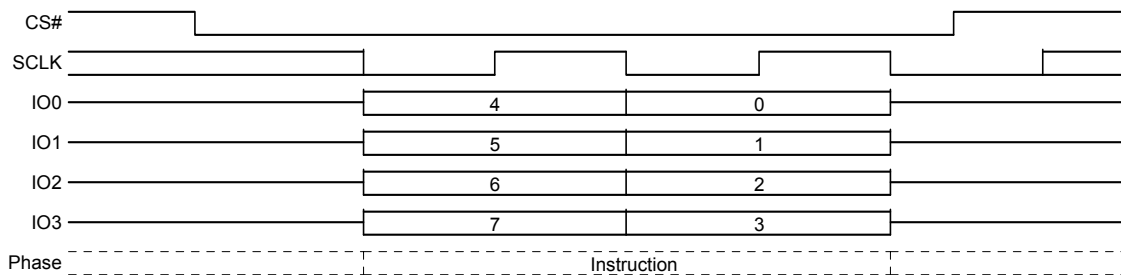 CS#
SCLK
IO0 4 0
IO1 5 1
IO2 6 2
IO3 7 3
Phase Instruction